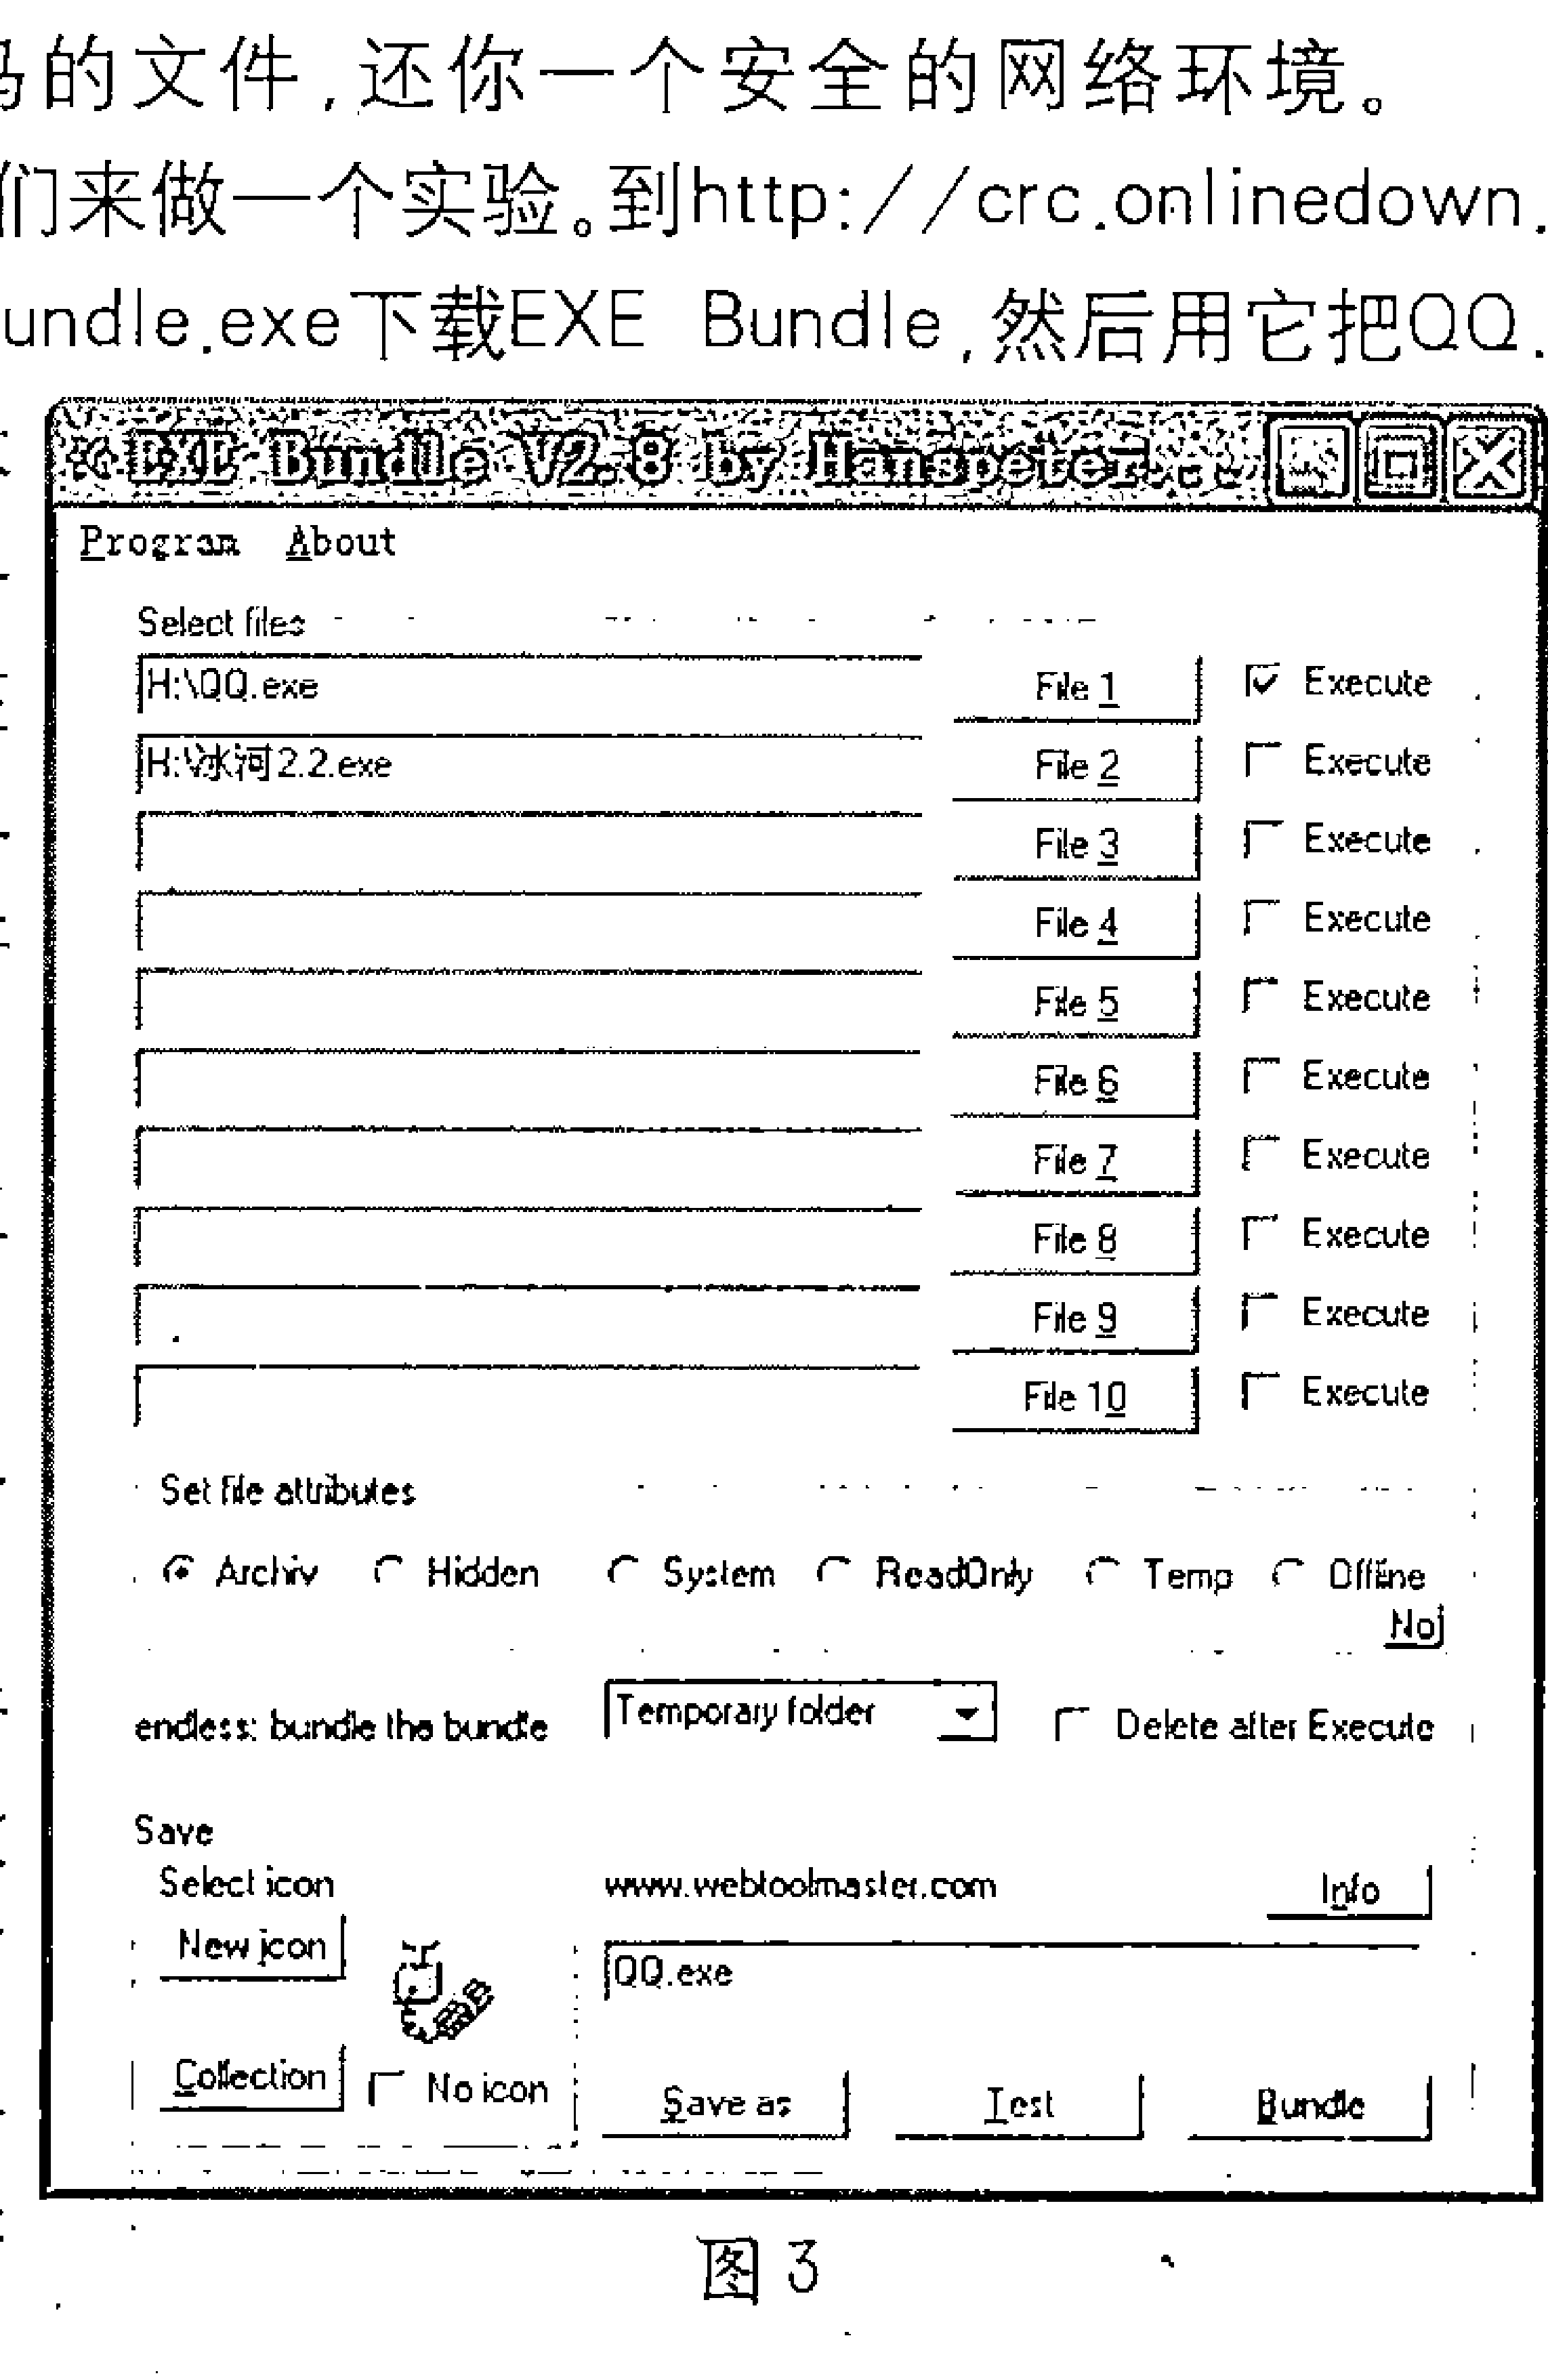 的文件,还你一个安全的网络环境。
们来做一个实验。到http://crc.onlinedown.
undle.exe下载EXE Bundle,然后用它把QQ.
EXE Bundle V2.8 by Hanspeter...
Program About
Select files
H:\QQ.exe File 1 Execute
H:\冰河2.2.exe File 2 Execute
File 3 Execute
File 4 Execute
File 5 Execute
File 6 Execute
File 7 Execute
File 8 Execute
File 9 Execute
File 10 Execute
Set file attributes
Archiv Hidden System ReadOnly Temp Offline
No
endless: bundle the bundle Temporary folder Delete after Execute
Save
Select icon www.webtoolmaster.com Info
New icon
QQ.exe
Collection No icon Save as Test Bundle
图 3